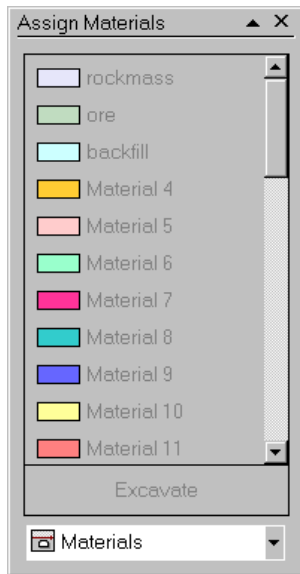 Assign Materials
rockmass
ore
backfill
Material 4
Material 5
Material 6
Material 7
Material 8
Material 9
Material 10
Material 11
Excavate
Materials